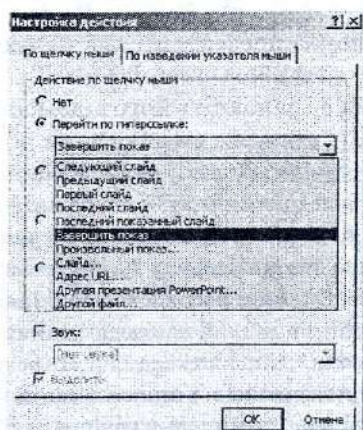 Настройка действия
По щелчку мыши По наведении указателя мыши
Действие по щелчку мыши
Нет
Перейти по гиперссылке:
Завершить показ
Следующий слайд
Предыдущий слайд
Первый слайд
Последний слайд
Последний показанный слайд
Завершить показ
Произвольный показ...
Слайд...
Адрес URL...
Другая презентация PowerPoint...
Другой файл...
Звук:
[Нет звука]
Выделить
OK Отмена